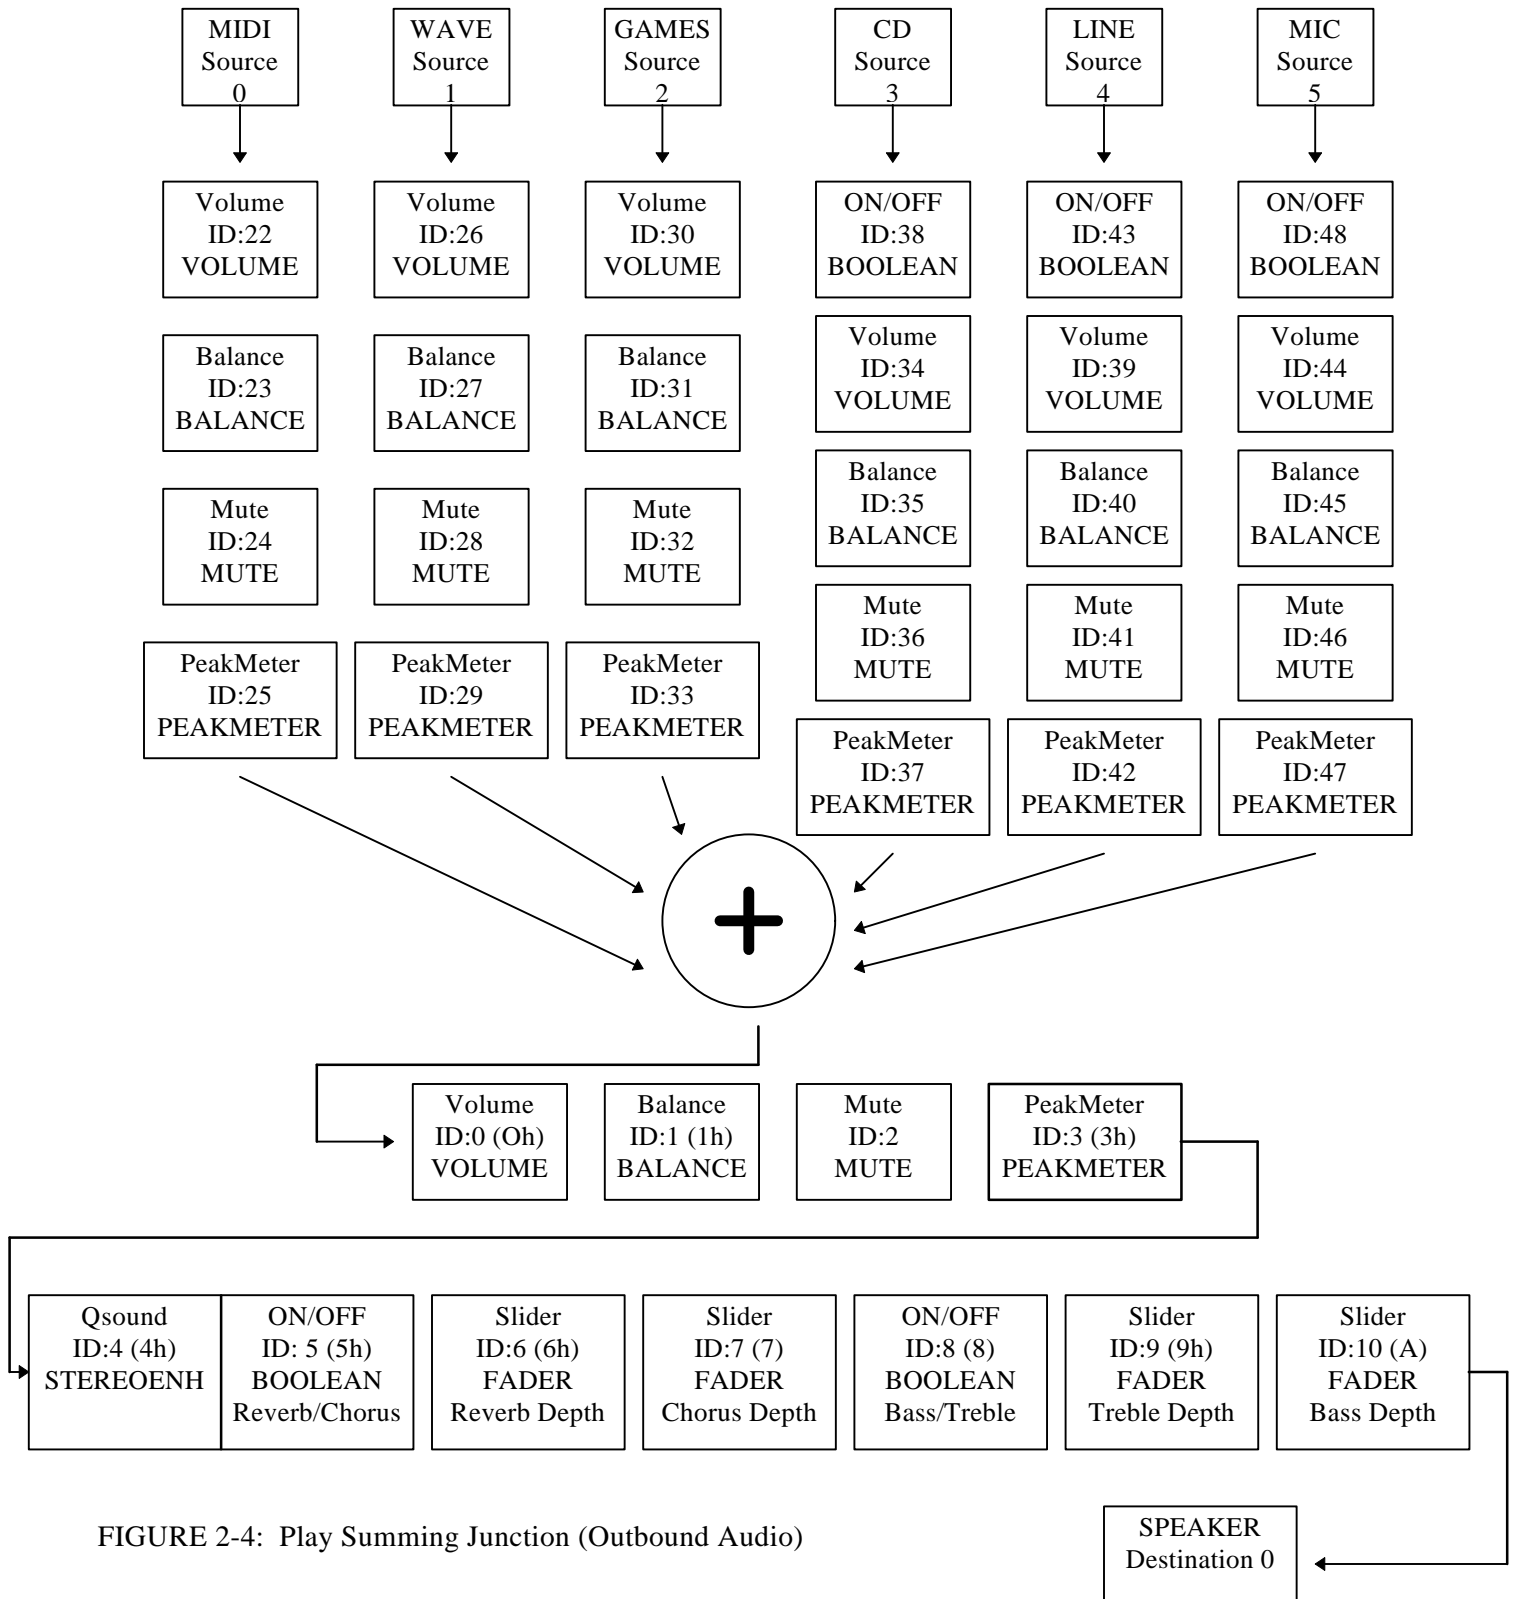 MIDI
Source
0
WAVE
Source
1
GAMES
Source
2
CD
Source
3
LINE
Source
4
MIC
Source
5
Volume
ID:22
VOLUME
Volume
ID:26
VOLUME
Volume
ID:30
VOLUME
ON/OFF
ID:38
BOOLEAN
ON/OFF
ID:43
BOOLEAN
ON/OFF
ID:48
BOOLEAN
Balance
ID:23
BALANCE
Balance
ID:27
BALANCE
Balance
ID:31
BALANCE
Volume
ID:34
VOLUME
Volume
ID:39
VOLUME
Volume
ID:44
VOLUME
Mute
ID:24
MUTE
Mute
ID:28
MUTE
Mute
ID:32
MUTE
Balance
ID:35
BALANCE
Balance
ID:40
BALANCE
Balance
ID:45
BALANCE
Mute
ID:36
MUTE
Mute
ID:41
MUTE
Mute
ID:46
MUTE
PeakMeter
ID:25
PEAKMETER
PeakMeter
ID:29
PEAKMETER
PeakMeter
ID:33
PEAKMETER
PeakMeter
ID:37
PEAKMETER
PeakMeter
ID:42
PEAKMETER
PeakMeter
ID:47
PEAKMETER
+
Volume
ID:0 (Oh)
VOLUME
Balance
ID:1 (1h)
BALANCE
Mute
ID:2
MUTE
PeakMeter
ID:3 (3h)
PEAKMETER
Qsound
ID:4 (4h)
STEREOENH
ON/OFF
ID: 5 (5h)
BOOLEAN
Reverb/Chorus
Slider
ID:6 (6h)
FADER
Reverb Depth
Slider
ID:7 (7)
FADER
Chorus Depth
ON/OFF
ID:8 (8)
BOOLEAN
Bass/Treble
Slider
ID:9 (9h)
FADER
Treble Depth
Slider
ID:10 (A)
FADER
Bass Depth
FIGURE 2-4: Play Summing Junction (Outbound Audio)
SPEAKER
Destination 0